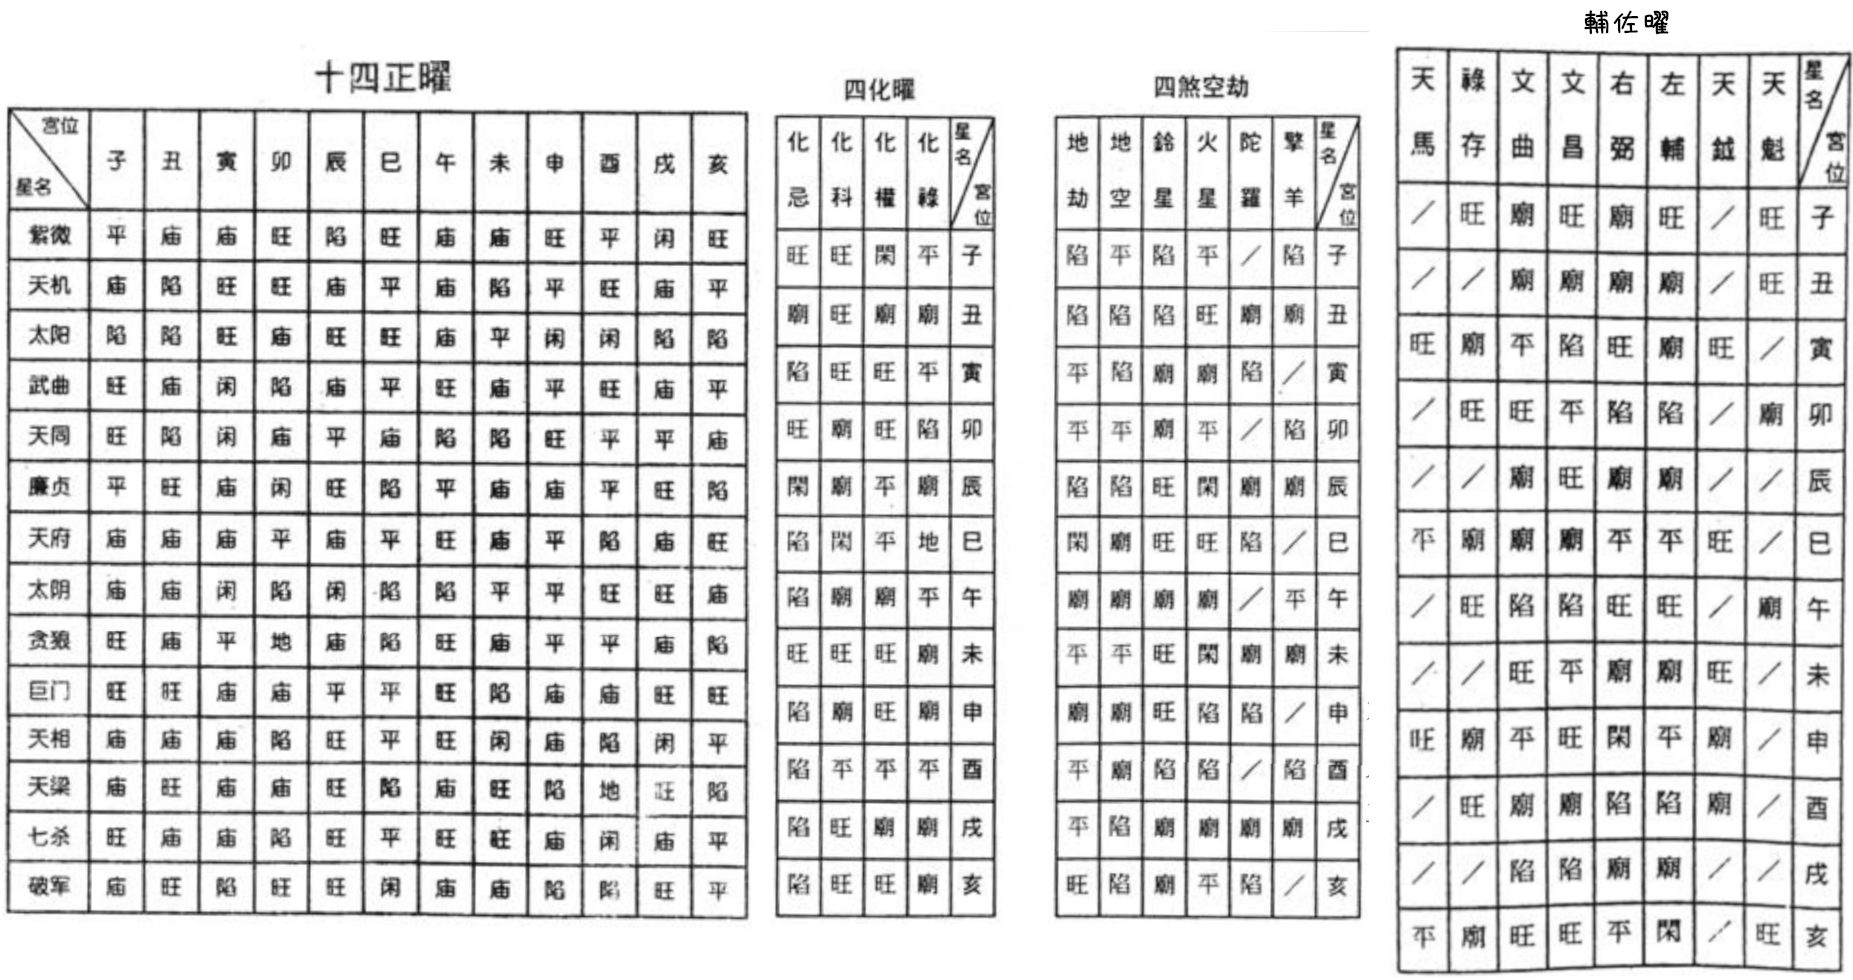 十四正曜
宮位 子 丑 寅 卯 辰 巳 午 未 申 酉 戌 亥
星名
紫微 平 庙 庙 旺 陷 旺 庙 庙 旺 平 闲 旺
天机 庙 陷 旺 旺 庙 平 庙 陷 平 旺 庙 平
太阳 陷 陷 旺 庙 旺 旺 庙 平 闲 闲 陷 陷
武曲 旺 庙 闲 陷 庙 平 旺 庙 平 旺 庙 平
天同 旺 陷 闲 庙 平 庙 陷 陷 旺 平 平 庙
廉贞 平 旺 庙 闲 旺 陷 平 庙 庙 平 旺 陷
天府 庙 庙 庙 平 庙 平 旺 庙 平 陷 庙 旺
太阴 庙 庙 闲 陷 闲 陷 陷 平 平 旺 旺 庙
贪狼 旺 庙 平 地 庙 陷 旺 庙 平 平 庙 陷
巨门 旺 旺 庙 庙 平 平 旺 陷 庙 庙 旺 旺
天相 庙 庙 庙 陷 旺 平 旺 闲 庙 陷 闲 平
天梁 庙 旺 庙 庙 旺 陷 庙 旺 陷 地 旺 陷
七杀 旺 庙 庙 陷 旺 平 旺 旺 庙 闲 庙 平
破军 庙 旺 陷 旺 旺 闲 庙 庙 陷 陷 旺 平
四化曜
化忌 化科 化權 化祿 星名 宮位
旺 旺 閑 平 子
廟 旺 廟 廟 丑
陷 旺 旺 平 寅
旺 廟 旺 陷 卯
閑 廟 平 廟 辰
陷 閑 平 地 巳
陷 廟 廟 平 午
旺 旺 旺 廟 未
陷 廟 旺 廟 申
陷 平 平 平 酉
陷 旺 廟 廟 戌
陷 旺 旺 廟 亥
四煞空劫
地劫 地空 鈴星 火星 陀羅 擎羊 星名 宮位
陷 平 陷 平 / 陷 子
陷 陷 陷 旺 廟 廟 丑
平 陷 廟 廟 陷 / 寅
平 平 廟 平 / 陷 卯
陷 陷 旺 閑 廟 廟 辰
閑 廟 旺 旺 陷 / 巳
廟 廟 廟 廟 / 平 午
平 平 旺 閑 廟 廟 未
廟 廟 旺 陷 陷 / 申
平 廟 陷 陷 / 陷 酉
平 陷 廟 廟 廟 廟 戌
旺 陷 廟 平 陷 / 亥
輔佐曜
天馬 祿存 文曲 文昌 右弼 左輔 天鉞 天魁 星名 宮位
/ 旺 廟 旺 廟 旺 / 旺 子
/ / 廟 廟 廟 廟 / 旺 丑
旺 廟 平 陷 旺 廟 旺 / 寅
/ 旺 旺 平 陷 陷 / 廟 卯
/ / 廟 旺 廟 廟 / / 辰
平 廟 廟 廟 平 平 旺 / 巳
/ 旺 陷 陷 旺 旺 / 廟 午
/ / 旺 平 廟 廟 旺 / 未
旺 廟 平 旺 閑 平 廟 / 申
/ 旺 廟 廟 陷 陷 廟 / 酉
/ / 陷 陷 廟 廟 / / 戌
平 廟 旺 旺 平 閑 / 旺 亥